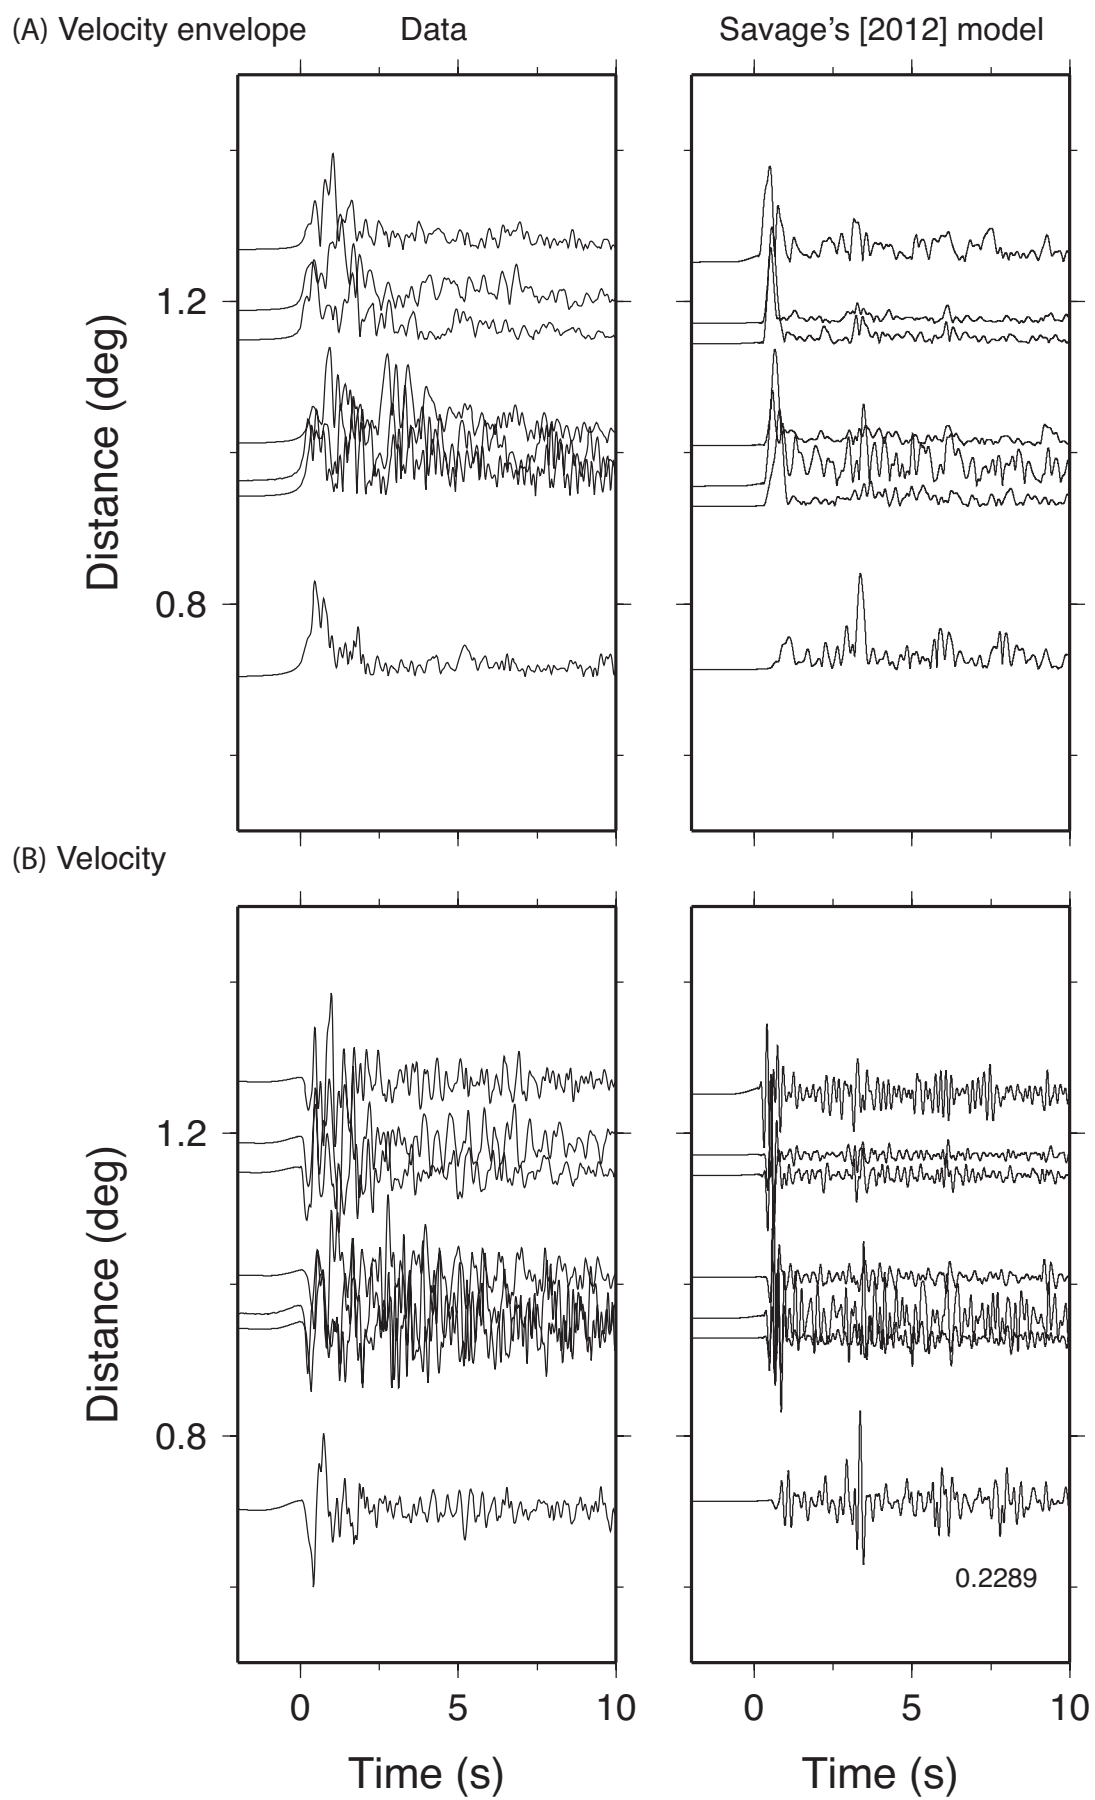 (A) Velocity envelope
Data
Savage's [2012] model
1.2
0.8
Distance (deg)
(B) Velocity
1.2
0.8
Distance (deg)
0.2289
0 5 10
0 5 10
Time (s)
Time (s)